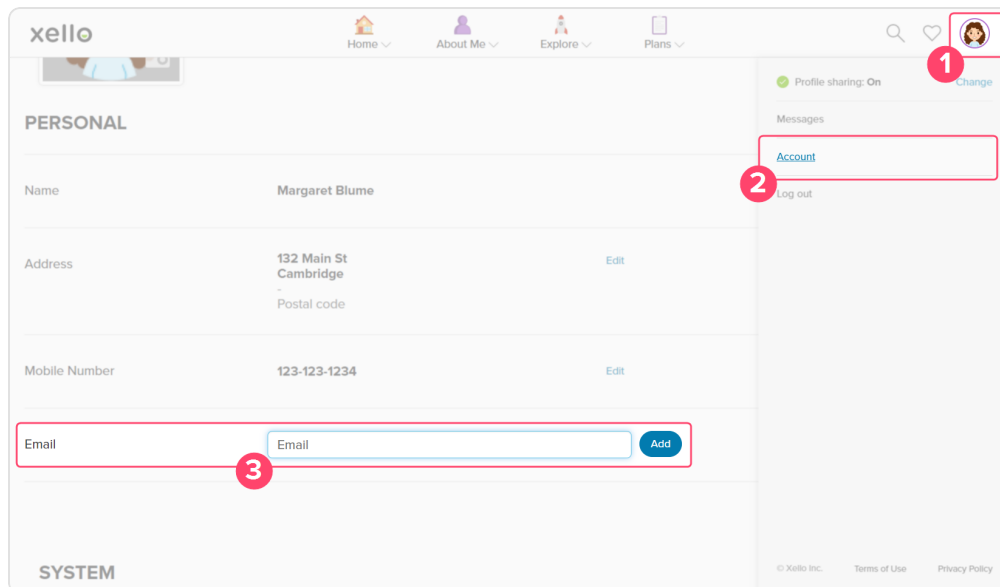 xello
Home
About Me
Explore
Plans
1
Profile sharing: On
Change
Messages
Account
2
Log out
PERSONAL
Name
Margaret Blume
Address
132 Main St
Cambridge
-
Postal code
Edit
Mobile Number
123-123-1234
Edit
Email
Email
Add
3
SYSTEM
© Xello Inc.
Terms of Use
Privacy Policy